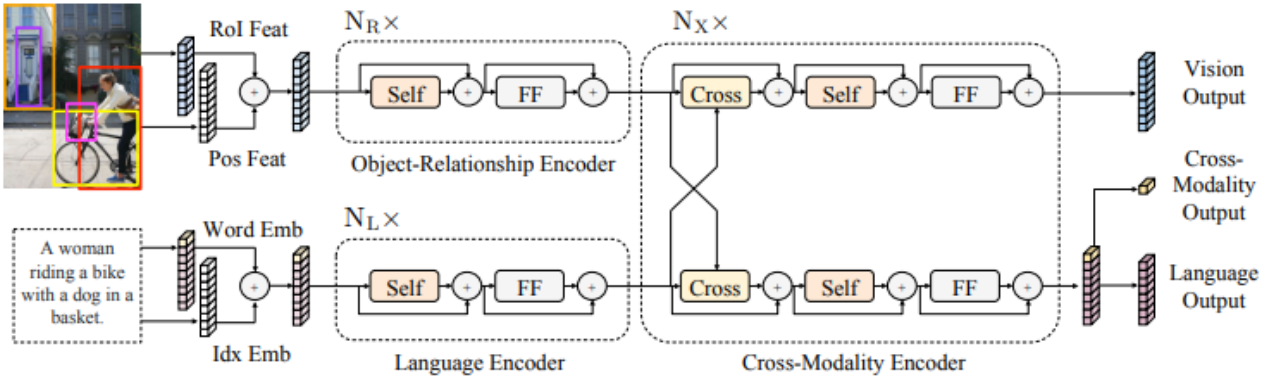 RoI Feat
Pos Feat
N_R×
Self
+
FF
+
Object-Relationship Encoder
N_X×
Cross
+
Self
+
FF
+
Vision
Output
Cross-
Modality
Output
A woman
riding a bike
with a dog in a
basket.
Word Emb
+
Idx Emb
N_L×
Self
+
FF
+
Language Encoder
Cross
+
Self
+
FF
+
Cross-Modality Encoder
Language
Output